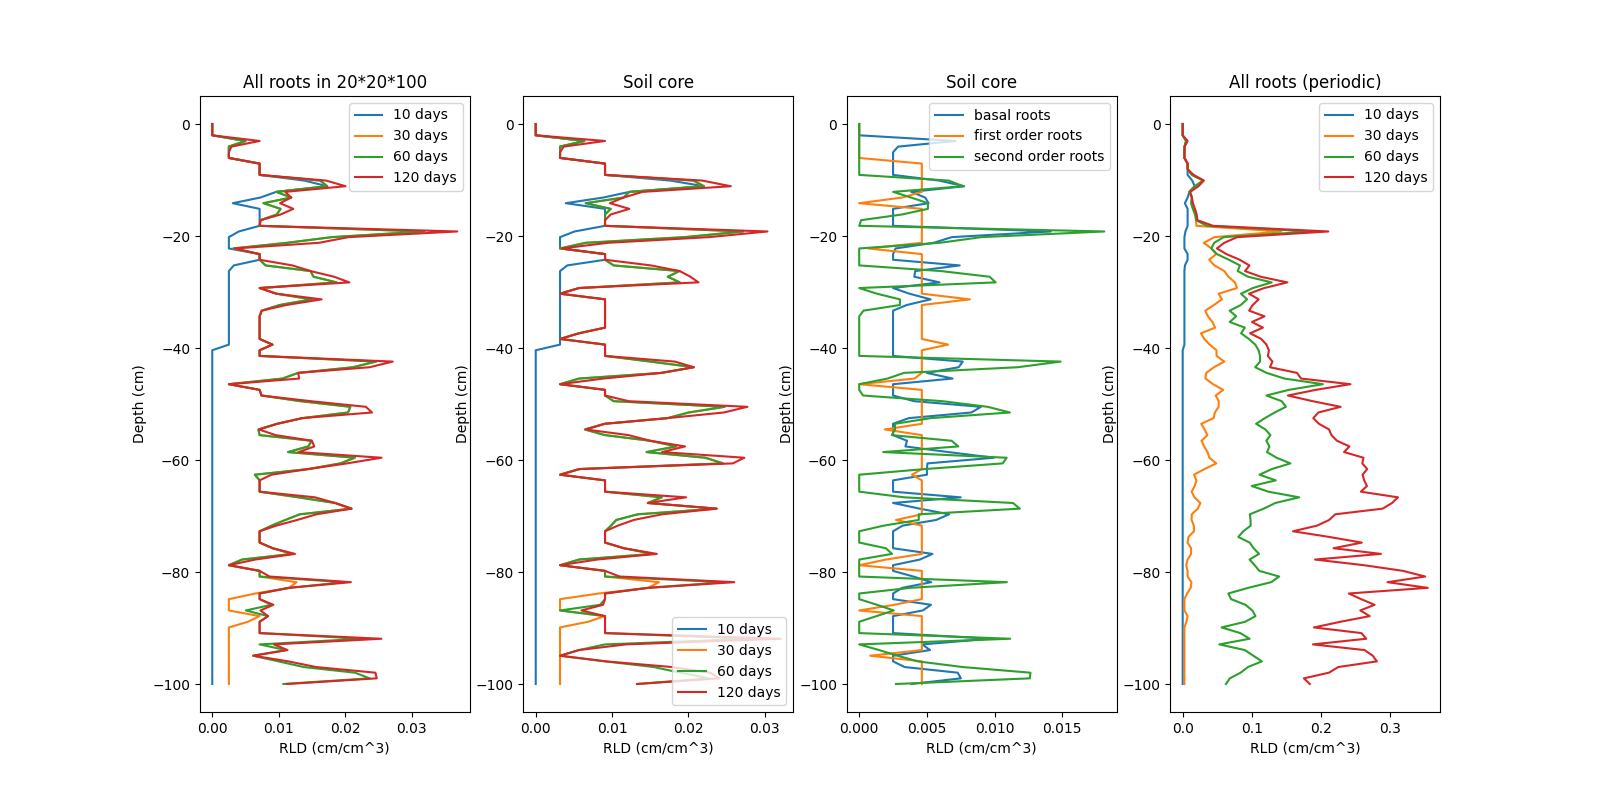 All roots in 20*20*100
10 days
30 days
60 days
120 days
0
−20
−40
−60
−80
−100
Depth (cm)
0.00 0.01 0.02 0.03
RLD (cm/cm^3)
Soil core
0
−20
−40
−60
−80
−100
Depth (cm)
10 days
30 days
60 days
120 days
0.00 0.01 0.02 0.03
RLD (cm/cm^3)
Soil core
basal roots
first order roots
second order roots
0
−20
−40
−60
−80
−100
Depth (cm)
0.000 0.005 0.010 0.015
RLD (cm/cm^3)
All roots (periodic)
10 days
30 days
60 days
120 days
0
−20
−40
−60
−80
−100
Depth (cm)
0.0 0.1 0.2 0.3
RLD (cm/cm^3)